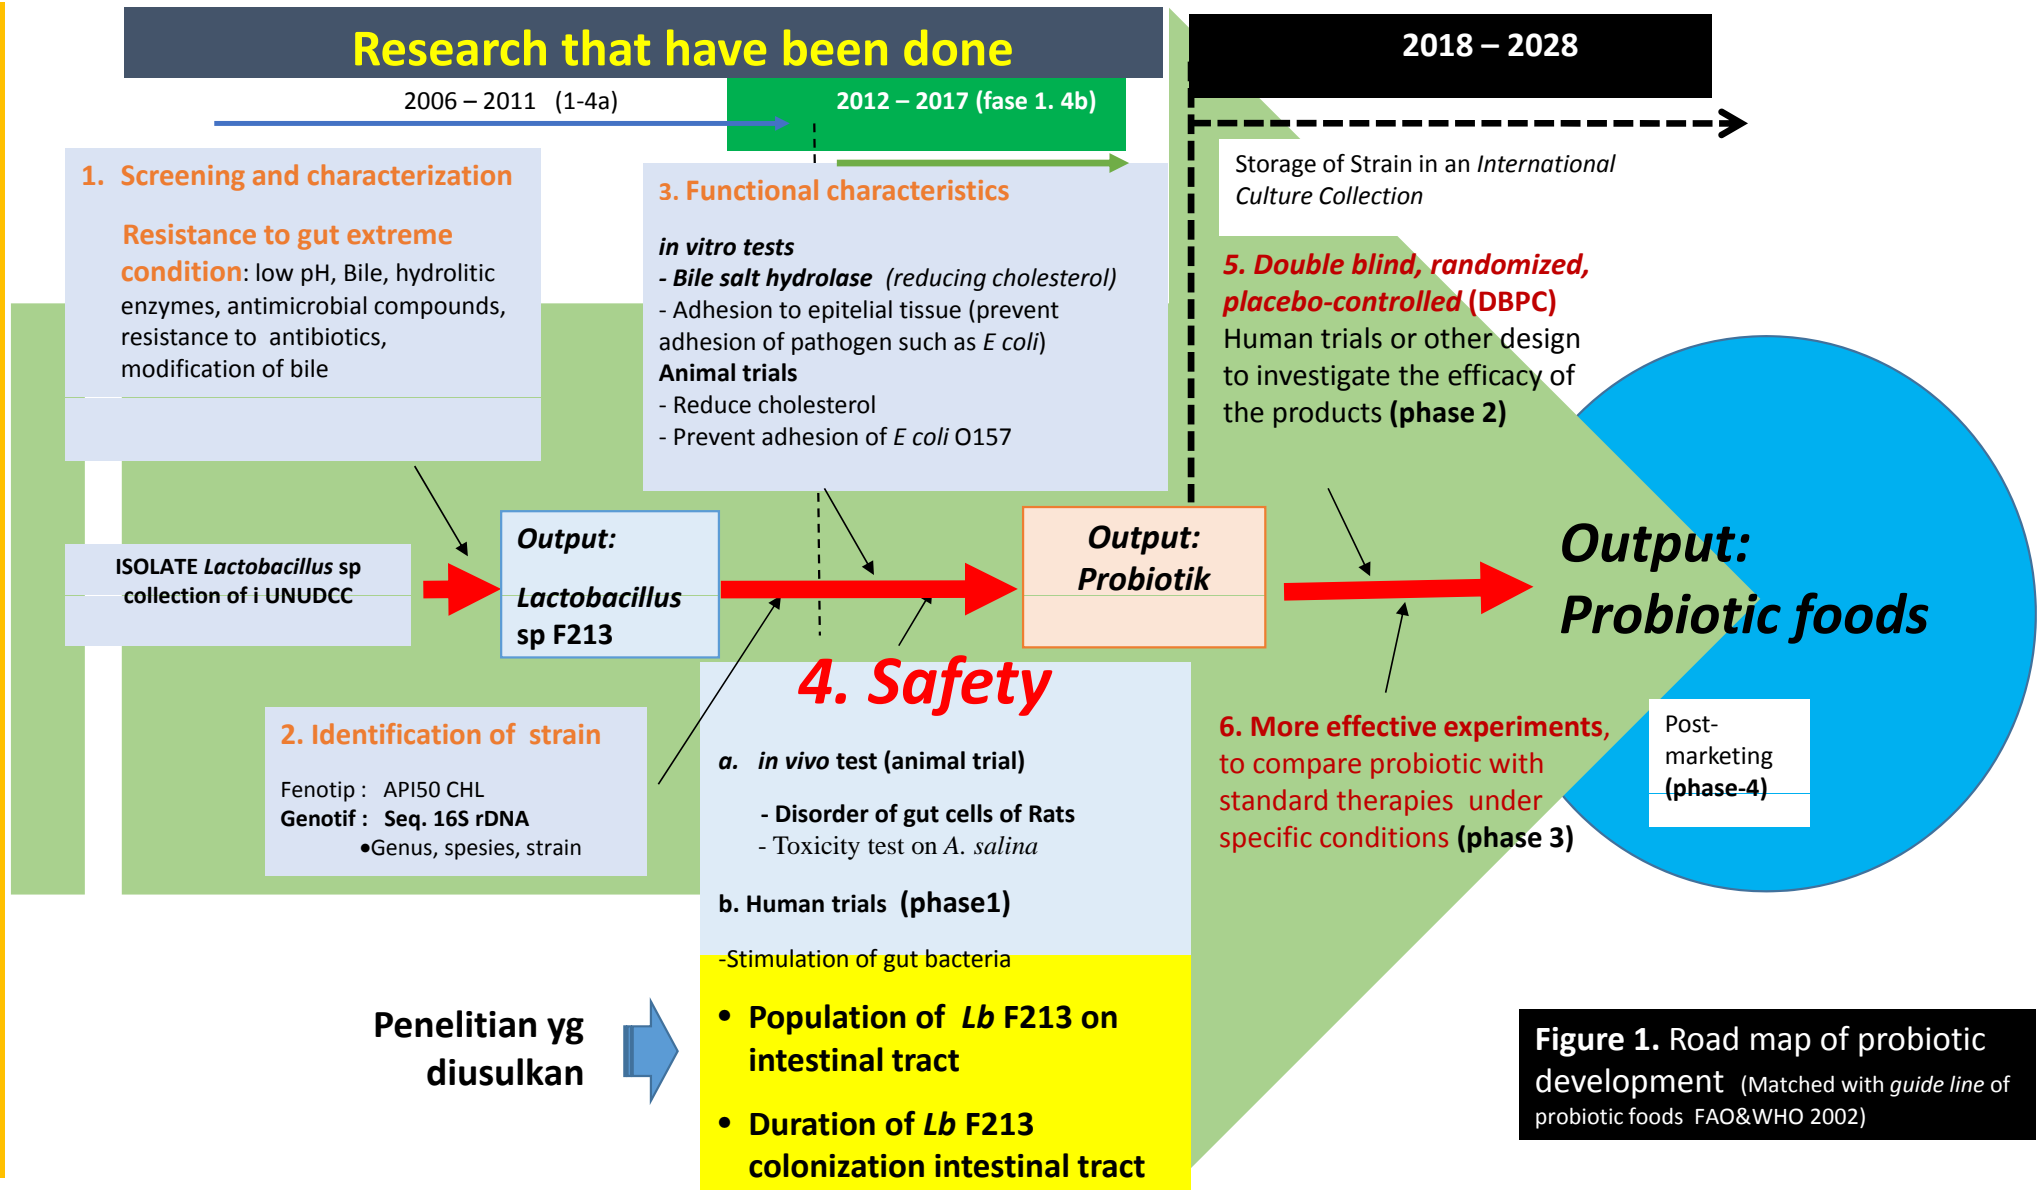 Research that have been done
2018 – 2028
2006 – 2011 (1-4a)
2012 – 2017 (fase 1. 4b)
1. Screening and characterization
Resistance to gut extreme
condition: low pH, Bile, hydrolitic
enzymes, antimicrobial compounds,
resistance to antibiotics,
modification of bile
3. Functional characteristics
in vitro tests
- Bile salt hydrolase (reducing cholesterol)
- Adhesion to epitelial tissue (prevent
adhesion of pathogen such as E coli)
Animal trials
- Reduce cholesterol
- Prevent adhesion of E coli O157
Storage of Strain in an International
Culture Collection
5. Double blind, randomized,
placebo-controlled (DBPC)
Human trials or other design
to investigate the efficacy of
the products (phase 2)
ISOLATE Lactobacillus sp
collection of i UNUDCC
Output:
Lactobacillus
sp F213
Output:
Probiotik
Output:
Probiotic foods
2. Identification of strain
Fenotip : API50 CHL
Genotif : Seq. 16S rDNA
•Genus, spesies, strain
4. Safety
a. in vivo test (animal trial)
- Disorder of gut cells of Rats
- Toxicity test on A. salina
b. Human trials (phase1)
-Stimulation of gut bacteria
• Population of Lb F213 on
intestinal tract
• Duration of Lb F213
colonization intestinal tract
6. More effective experiments,
to compare probiotic with
standard therapies under
specific conditions (phase 3)
Post-
marketing
(phase-4)
Penelitian yg
diusulkan
Figure 1. Road map of probiotic
development (Matched with guide line of
probiotic foods FAO&WHO 2002)